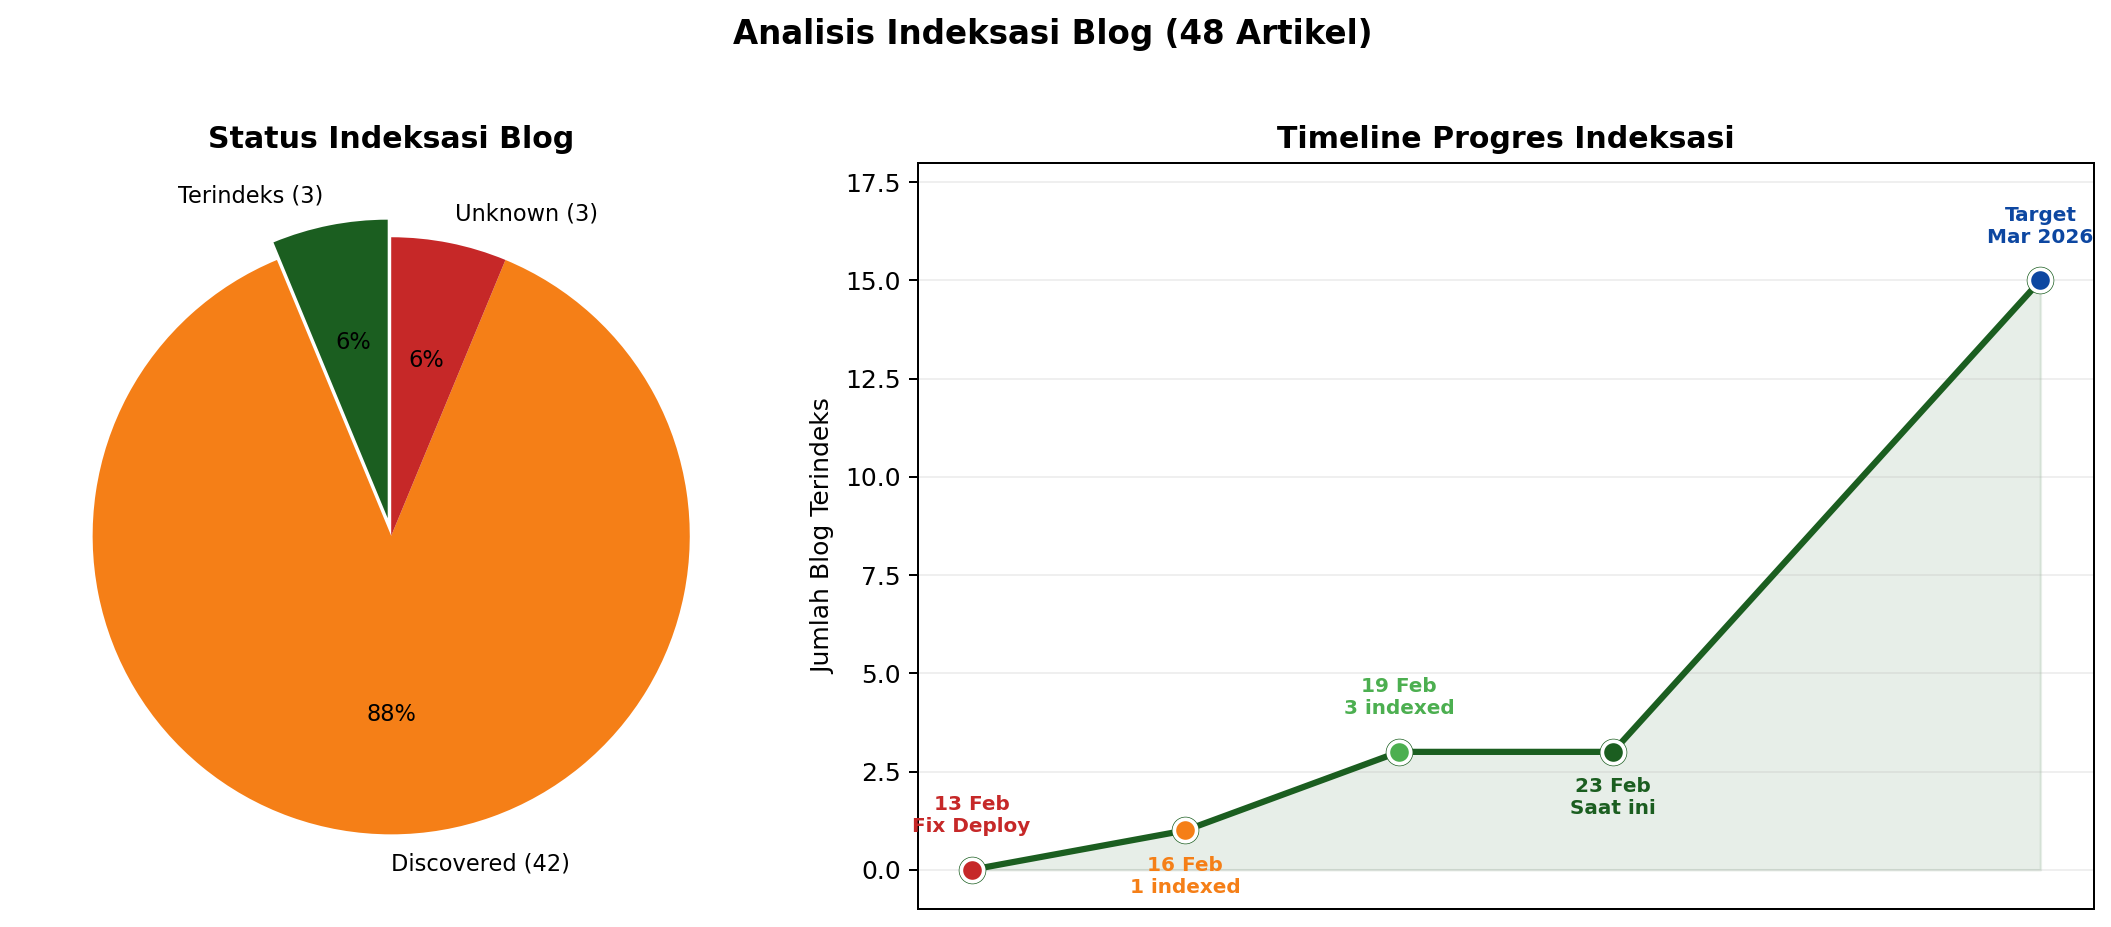 Analisis Indeksasi Blog (48 Artikel)
Status Indeksasi Blog
Terindeks (3)
Unknown (3)
6%
6%
88%
Discovered (42)
Timeline Progres Indeksasi
Jumlah Blog Terindeks
17.5
15.0
12.5
10.0
7.5
5.0
2.5
0.0
13 Feb
Fix Deploy
16 Feb
1 indexed
19 Feb
3 indexed
23 Feb
Saat ini
Target
Mar 2026